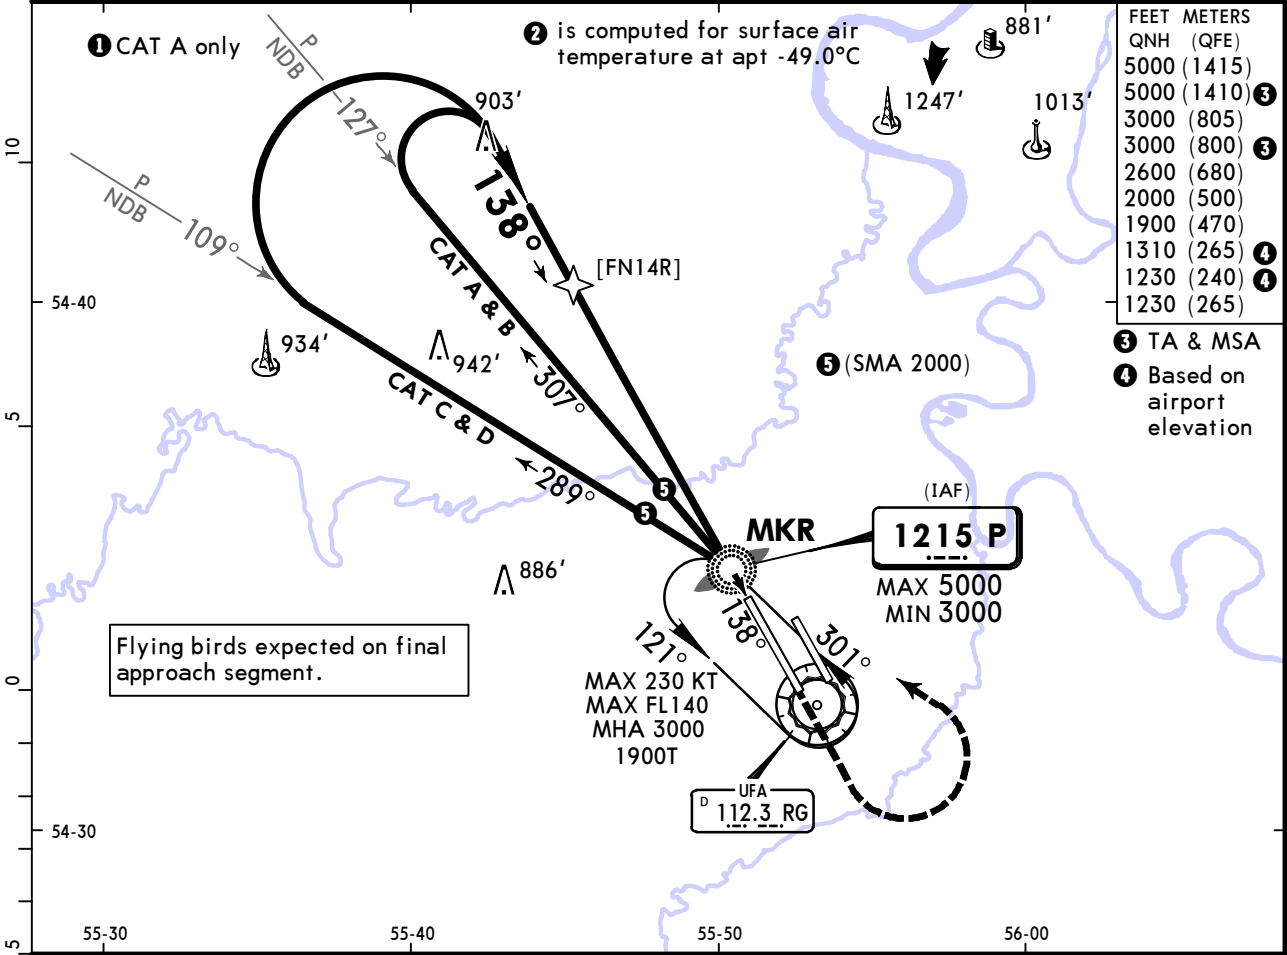 ❶ CAT A only
❷ is computed for surface air
temperature at apt -49.0°C
FEET METERS
QNH (QFE)
5000 (1415)
5000 (1410) ❸
3000 (805)
3000 (800) ❸
2600 (680)
2000 (500)
1900 (470)
1310 (265) ❹
1230 (240) ❹
1230 (265)
❸ TA & MSA
❹ Based on
airport
elevation
881'
1247'
1013'
903'
P
NDB
127°
P
NDB
109°
138°
[FN14R]
CAT A & B
307°
934'
942'
CAT C & D
289°
❺ (SMA 2000)
❺
❺
(IAF)
MKR
1215 P
MAX 5000
MIN 3000
886'
Flying birds expected on final
approach segment.
138°
301°
121°
MAX 230 KT
MAX FL140
MHA 3000
1900T
UFA
D 112.3 RG
10
5
0
5
54-40
54-30
55-30
55-40
55-50
56-00